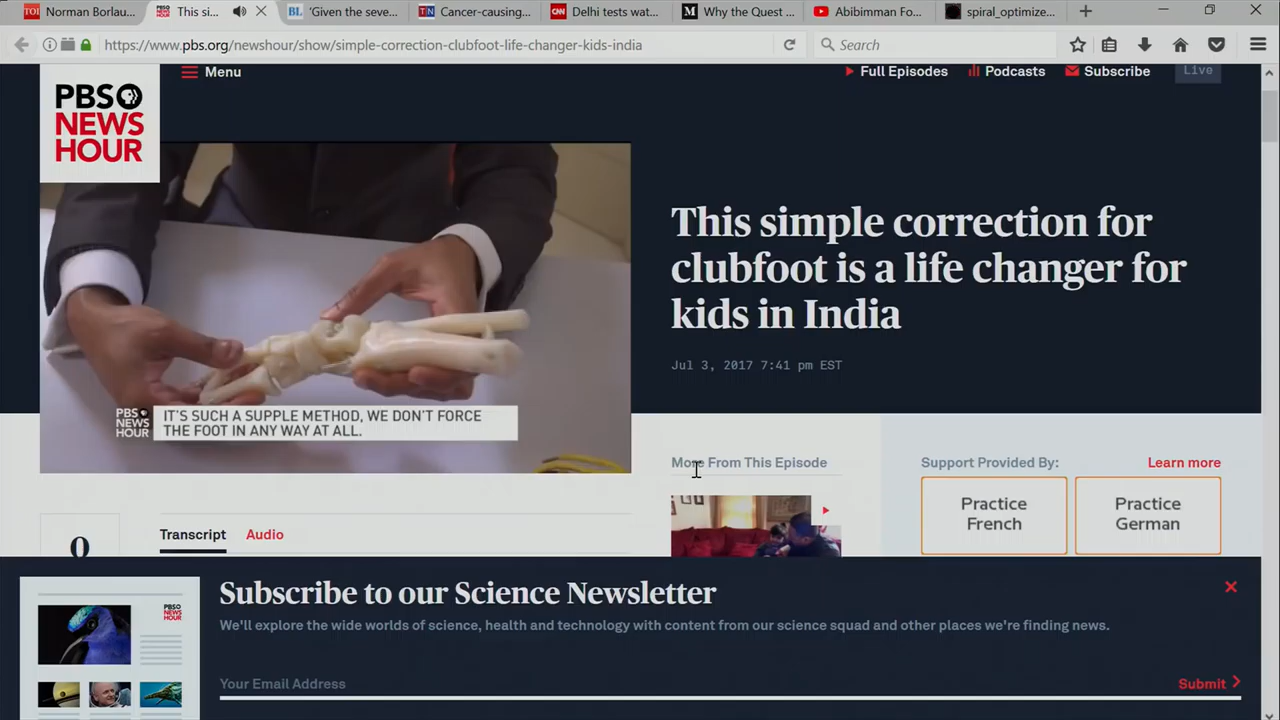 Norman Borlau...
This si...
'Given the seve...
Cancer-causing...
Delhi tests wat...
Why the Quest ...
Abibimman Fo...
spiral_optimize...
https://www.pbs.org/newshour/show/simple-correction-clubfoot-life-changer-kids-india
Search
PBS
NEWS
HOUR
Menu
Full Episodes
Podcasts
Subscribe
Live
This simple correction for
clubfoot is a life changer for
kids in India
Jul 3, 2017 7:41 pm EST
PBS
NEWS
HOUR
IT'S SUCH A SUPPLE METHOD, WE DON'T FORCE
THE FOOT IN ANY WAY AT ALL.
More From This Episode
Support Provided By:
Learn more
Practice
French
Practice
German
0
Transcript
Audio
Subscribe to our Science Newsletter
We'll explore the wide worlds of science, health and technology with content from our science squad and other places we're finding news.
Your Email Address
Submit